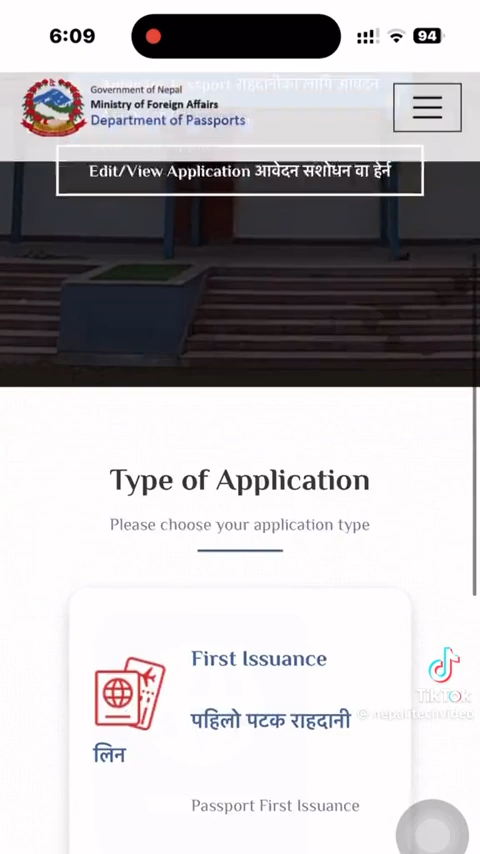 6:09
94
Government of Nepal
Ministry of Foreign Affairs
Department of Passports
Edit/View Application आवेदन संशोधन वा हेर्न
Type of Application
Please choose your application type
First Issuance
पहिलो पटक राहदानी
लिन
Passport First Issuance
TikTok
@nepalitechvideo